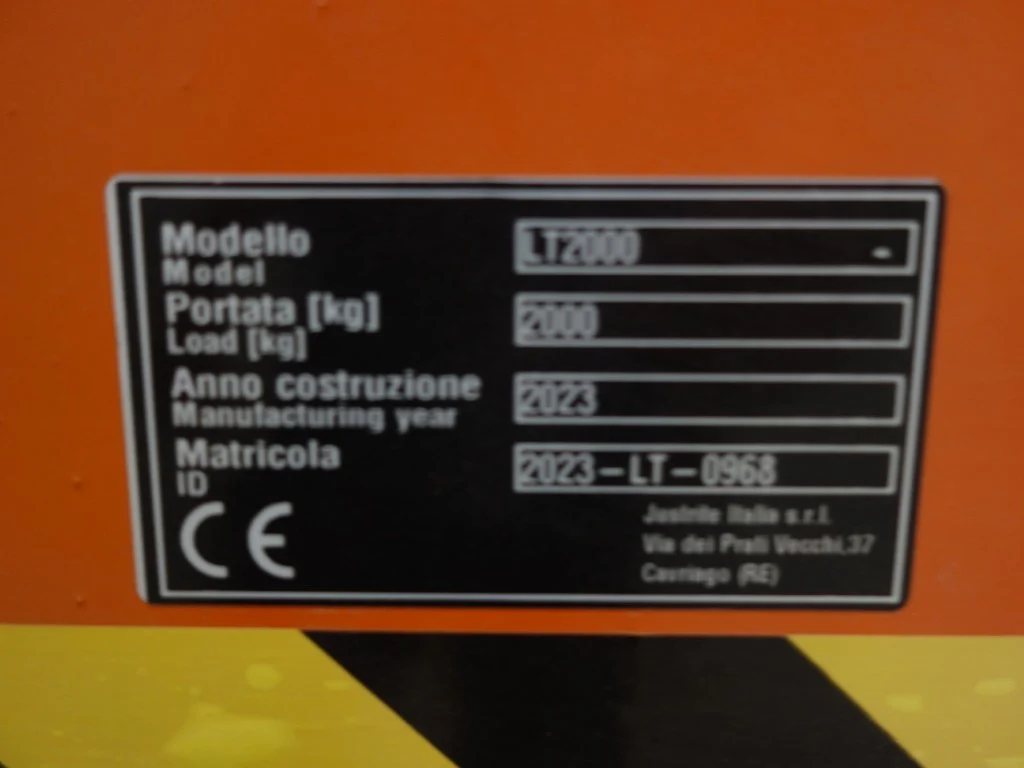 Modello LT2000 -
Model
Portata [kg] 2000
Load [kg]
Anno costruzione 2023
Manufacturing year
Matricola 2023-LT-0968
ID
CE
Justrite Italia s.r.l.
Via dei Prati Vecchi,37
Cavriago (RE)